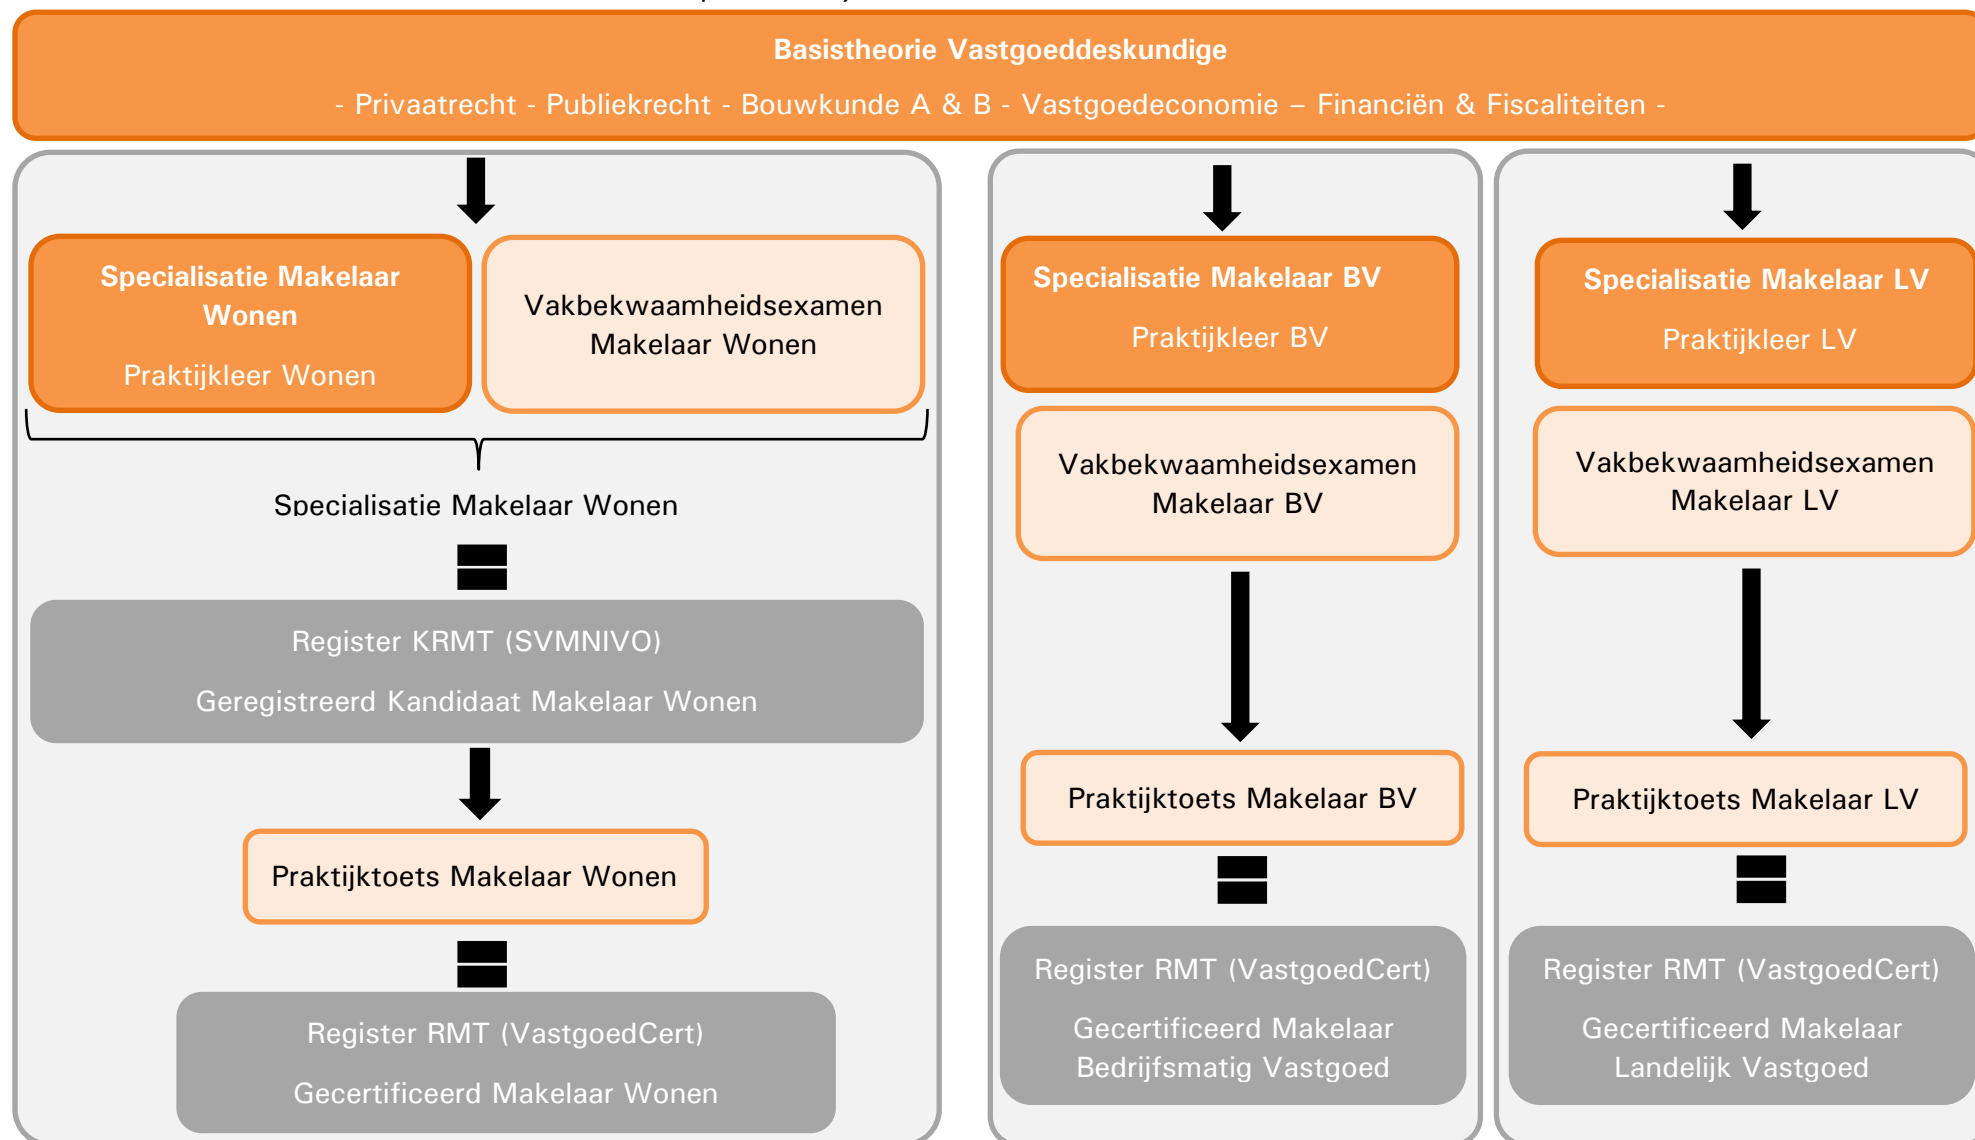 Basistheorie Vastgoeddeskundige
- Privaatrecht - Publiekrecht - Bouwkunde A & B - Vastgoedeconomie – Financiën & Fiscaliteiten -
Specialisatie Makelaar
Wonen
Praktijkleer Wonen
Vakbekwaamheidsexamen
Makelaar Wonen
Specialisatie Makelaar Wonen
Register KRMT (SVMNIVO)
Geregistreerd Kandidaat Makelaar Wonen
Praktijktoets Makelaar Wonen
Register RMT (VastgoedCert)
Gecertificeerd Makelaar Wonen
Specialisatie Makelaar BV
Praktijkleer BV
Vakbekwaamheidsexamen
Makelaar BV
Praktijktoets Makelaar BV
Register RMT (VastgoedCert)
Gecertificeerd Makelaar
Bedrijfsmatig Vastgoed
Specialisatie Makelaar LV
Praktijkleer LV
Vakbekwaamheidsexamen
Makelaar LV
Praktijktoets Makelaar LV
Register RMT (VastgoedCert)
Gecertificeerd Makelaar
Landelijk Vastgoed